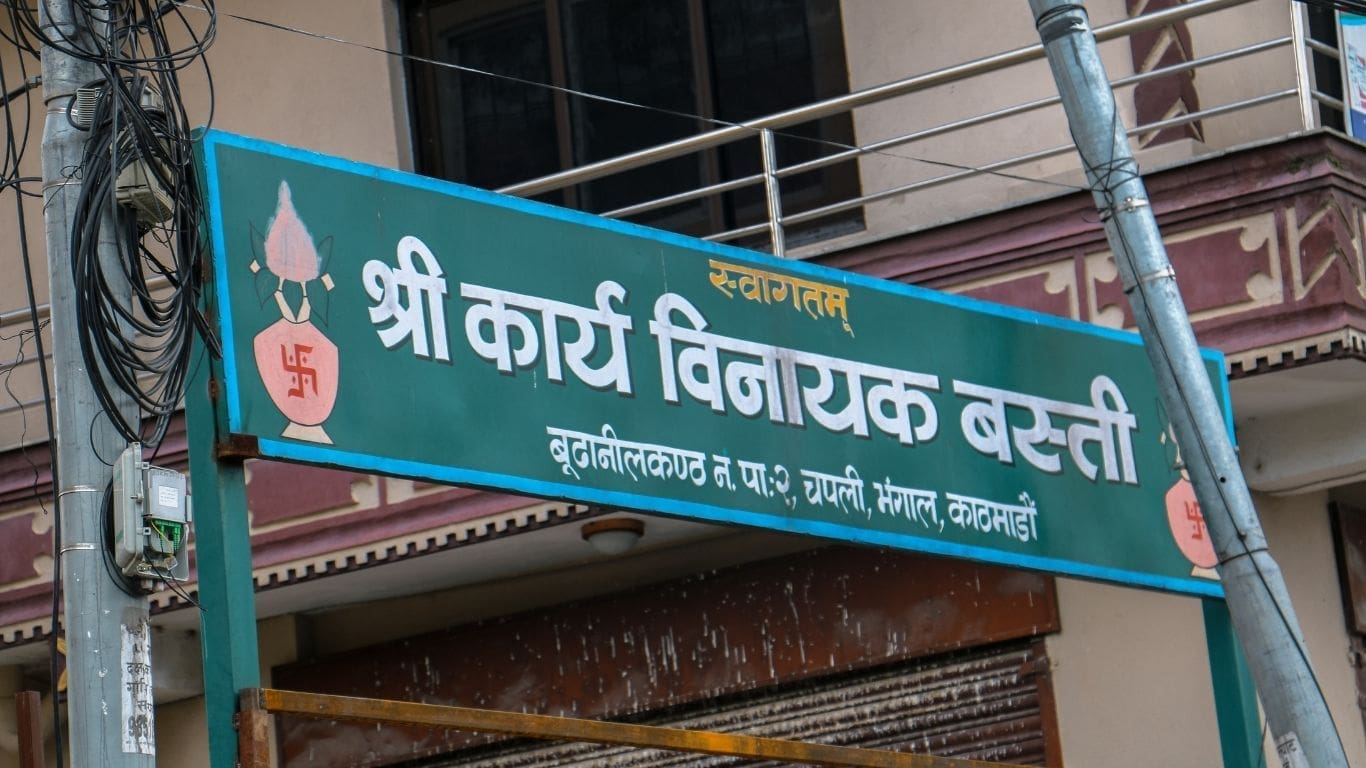 स्वागतम्
श्री कार्य विनायक बस्ती
बूढानीलकण्ठ न. पा:२, चपली, भंगाल, काठमाडौं